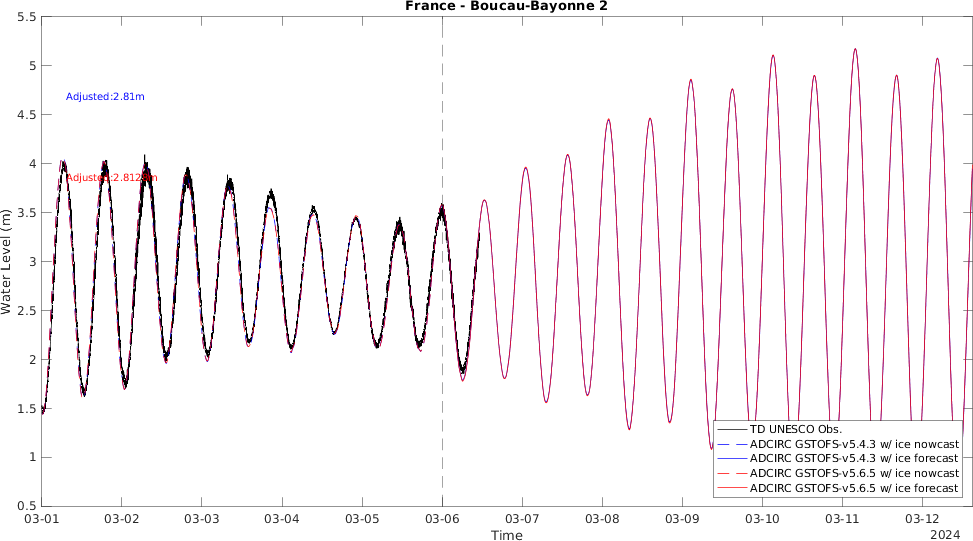 France - Boucau-Bayonne 2
5.5
5
4.5
4
3.5
3
2.5
2
1.5
1
0.5
Water Level (m)
Adjusted:2.81m
TD UNESCO Obs.
ADCIRC GSTOFS-v5.4.3 w/ ice nowcast
ADCIRC GSTOFS-v5.4.3 w/ ice forecast
ADCIRC GSTOFS-v5.6.5 w/ ice nowcast
ADCIRC GSTOFS-v5.6.5 w/ ice forecast
03-01 03-02 03-03 03-04 03-05 03-06 03-07 03-08 03-09 03-10 03-11 03-12
Time
2024